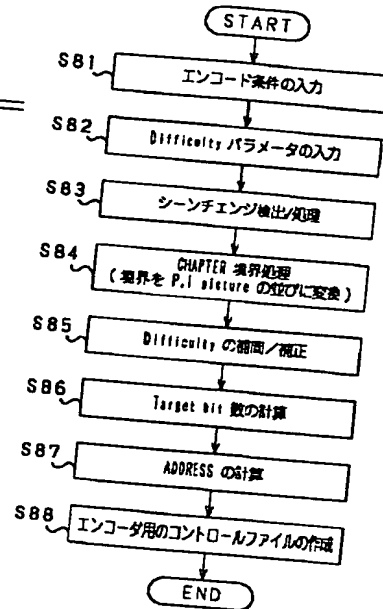 START
S81
エンコード条件の入力
S82
Difficulty パラメータの入力
S83
シーンチェンジ検出/処理
S84
CHAPTER 境界処理
( 境界を P,I picture の並びに変換 )
S85
Difficulty の補間/補正
S86
Target bit 数の計算
S87
ADDRESS の計算
S88
エンコーダ用のコントロールファイルの作成
END